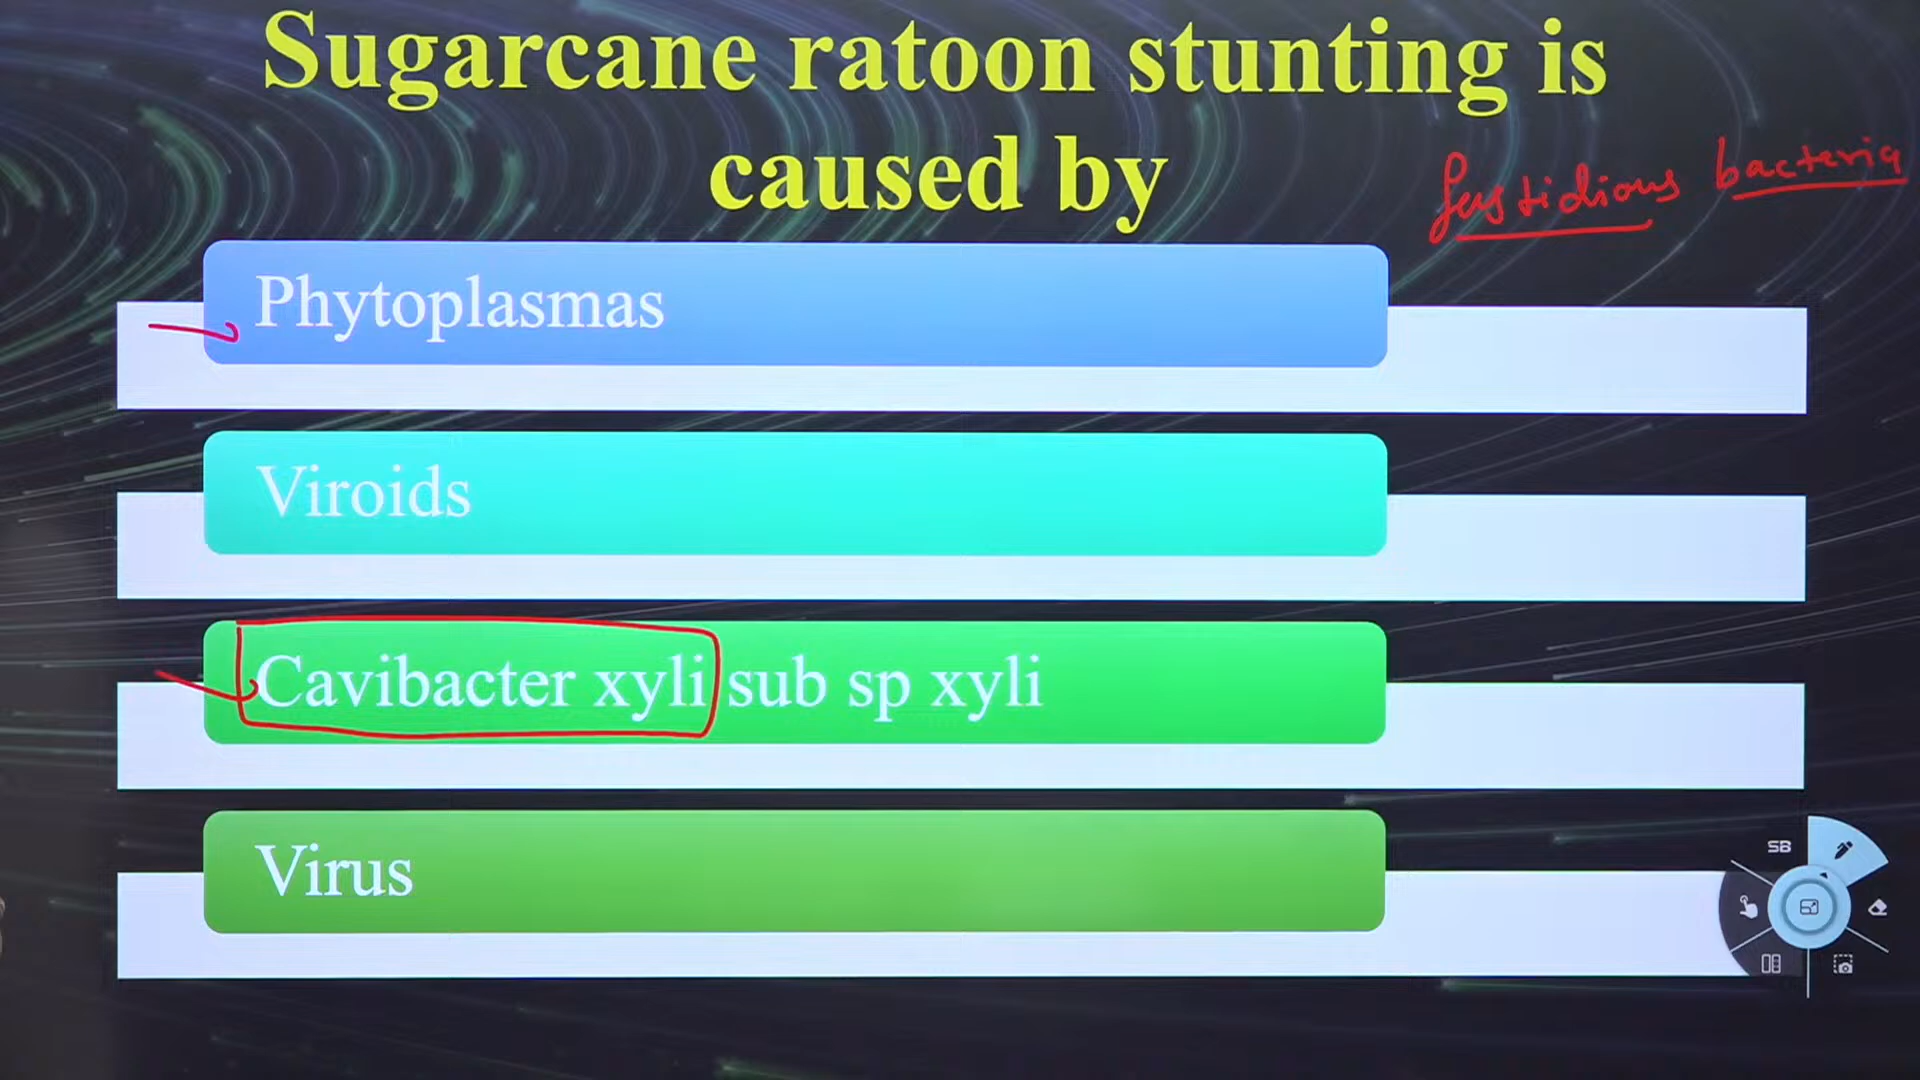 Sugarcane ratoon stunting is
caused by
fastidious bacteria
Phytoplasmas
Viroids
Cavibacter xyli sub sp xyli
Virus
SB